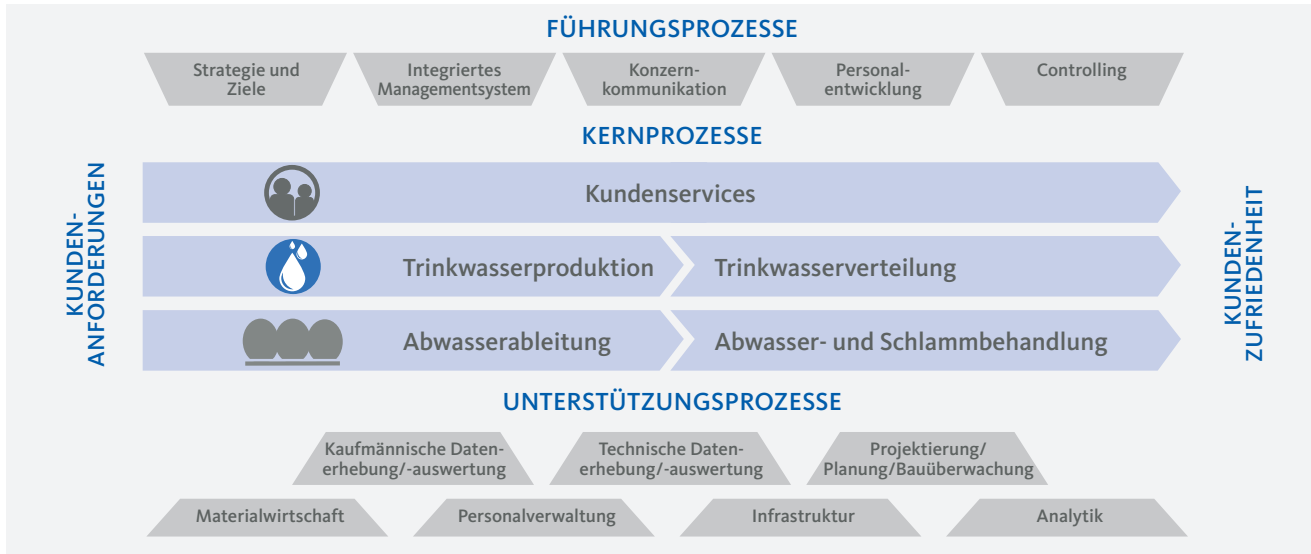 FÜHRUNGSPROZESSE
Strategie und
Ziele
Integriertes
Managementsystem
Konzern-
kommunikation
Personal-
entwicklung
Controlling
KERNPROZESSE
KUNDEN-
ANFORDERUNGEN
Kundenservices
Trinkwasserproduktion
Trinkwasserverteilung
Abwasserableitung
Abwasser- und Schlammbehandlung
KUNDEN-
ZUFRIEDENHEIT
UNTERSTÜTZUNGSPROZESSE
Kaufmännische Daten-
erhebung/-auswertung
Technische Daten-
erhebung/-auswertung
Projektierung/
Planung/Bauüberwachung
Materialwirtschaft
Personalverwaltung
Infrastruktur
Analytik